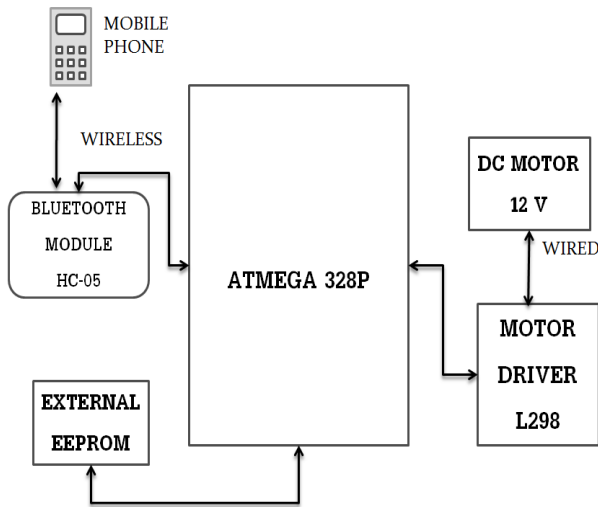 MOBILE
PHONE
WIRELESS
BLUETOOTH
MODULE
HC-05
ATMEGA 328P
DC MOTOR
12 V
WIRED
MOTOR
DRIVER
L298
EXTERNAL
EEPROM